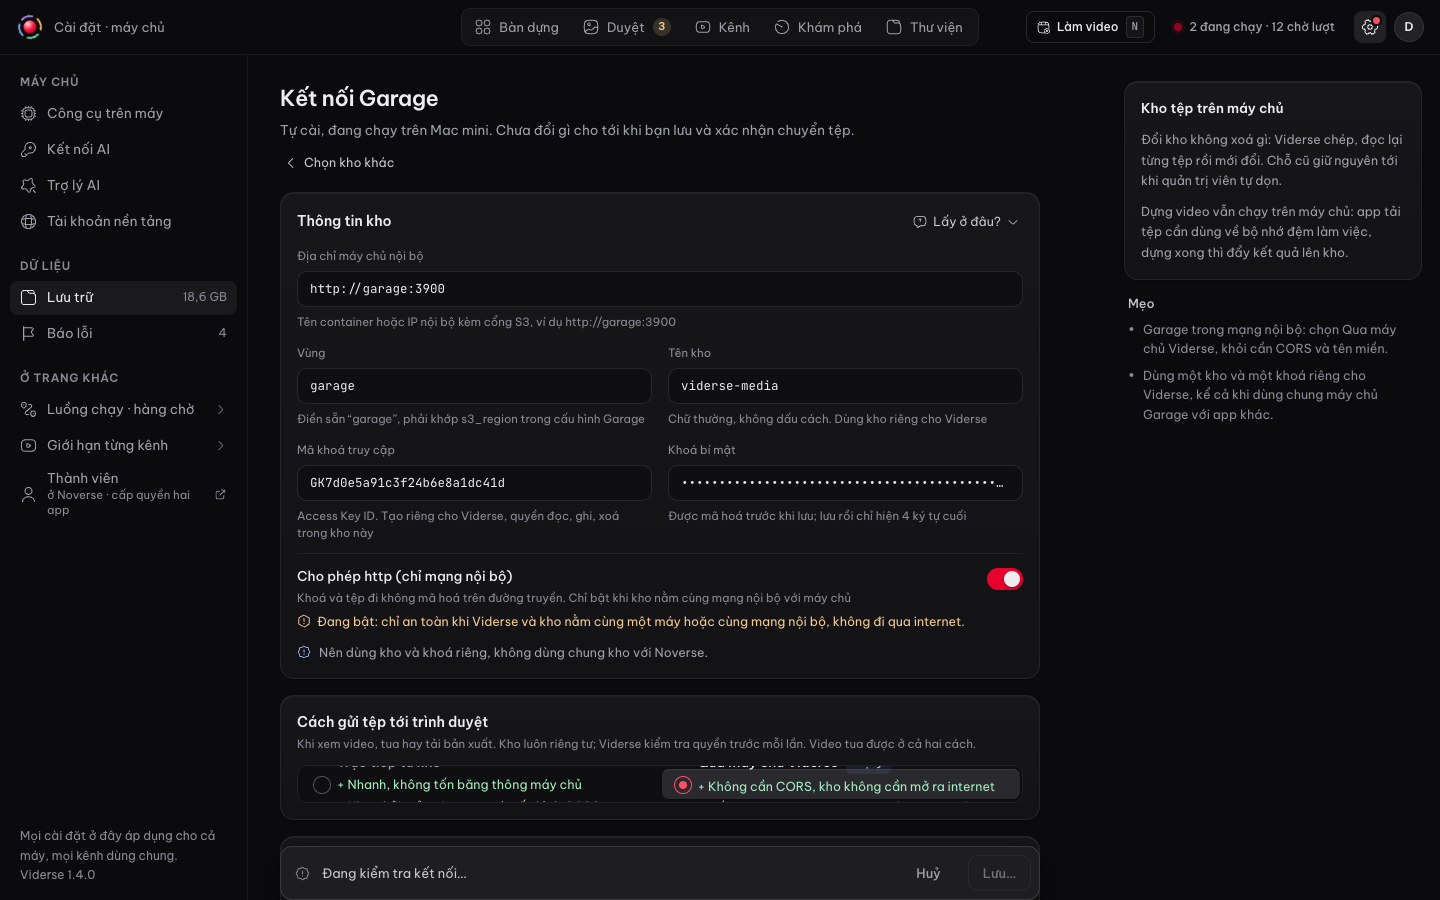 Cài đặt · máy chủ
Bàn dựng
Duyệt 3
Kênh
Khám phá
Thư viện
Làm video N
2 đang chạy · 12 chờ lượt
D
MÁY CHỦ
Công cụ trên máy
Kết nối AI
Trợ lý AI
Tài khoản nền tảng
DỮ LIỆU
Lưu trữ 18,6 GB
Báo lỗi 4
Ở TRANG KHÁC
Luồng chạy · hàng chờ
Giới hạn từng kênh
Thành viên
ở Noverse · cấp quyền hai
app
Mọi cài đặt ở đây áp dụng cho cả
máy, mọi kênh dùng chung.
Viderse 1.4.0
Kết nối Garage
Tự cài, đang chạy trên Mac mini. Chưa đổi gì cho tới khi bạn lưu và xác nhận chuyển tệp.
Chọn kho khác
Thông tin kho
Lấy ở đâu?
Địa chỉ máy chủ nội bộ
http://garage:3900
Tên container hoặc IP nội bộ kèm cổng S3, ví dụ http://garage:3900
Vùng
garage
Điền sẵn “garage”, phải khớp s3_region trong cấu hình Garage
Tên kho
viderse-media
Chữ thường, không dấu cách. Dùng kho riêng cho Viderse
Mã khoá truy cập
GK7d0e5a91c3f24b6e8a1dc41d
Access Key ID. Tạo riêng cho Viderse, quyền đọc, ghi, xoá
trong kho này
Khoá bí mật
••••••••••••••••••••••••••••••••••••••••••…
Được mã hoá trước khi lưu; lưu rồi chỉ hiện 4 ký tự cuối
Cho phép http (chỉ mạng nội bộ)
Khoá và tệp đi không mã hoá trên đường truyền. Chỉ bật khi kho nằm cùng mạng nội bộ với máy chủ
Đang bật: chỉ an toàn khi Viderse và kho nằm cùng một máy hoặc cùng mạng nội bộ, không đi qua internet.
Nên dùng kho và khoá riêng, không dùng chung kho với Noverse.
Cách gửi tệp tới trình duyệt
Khi xem video, tua hay tải bản xuất. Kho luôn riêng tư; Viderse kiểm tra quyền trước mỗi lần. Video tua được ở cả hai cách.
+ Nhanh, không tốn băng thông máy chủ
+ Không cần CORS, kho không cần mở ra internet
Đang kiểm tra kết nối…
Huỷ
Lưu…
Kho tệp trên máy chủ
Đổi kho không xoá gì: Viderse chép, đọc lại
từng tệp rồi mới đổi. Chỗ cũ giữ nguyên tới
khi quản trị viên tự dọn.
Dựng video vẫn chạy trên máy chủ: app tải
tệp cần dùng về bộ nhớ đệm làm việc,
dựng xong thì đẩy kết quả lên kho.
Mẹo
• Garage trong mạng nội bộ: chọn Qua máy
chủ Viderse, khỏi cần CORS và tên miền.
• Dùng một kho và một khoá riêng cho
Viderse, kể cả khi dùng chung máy chủ
Garage với app khác.